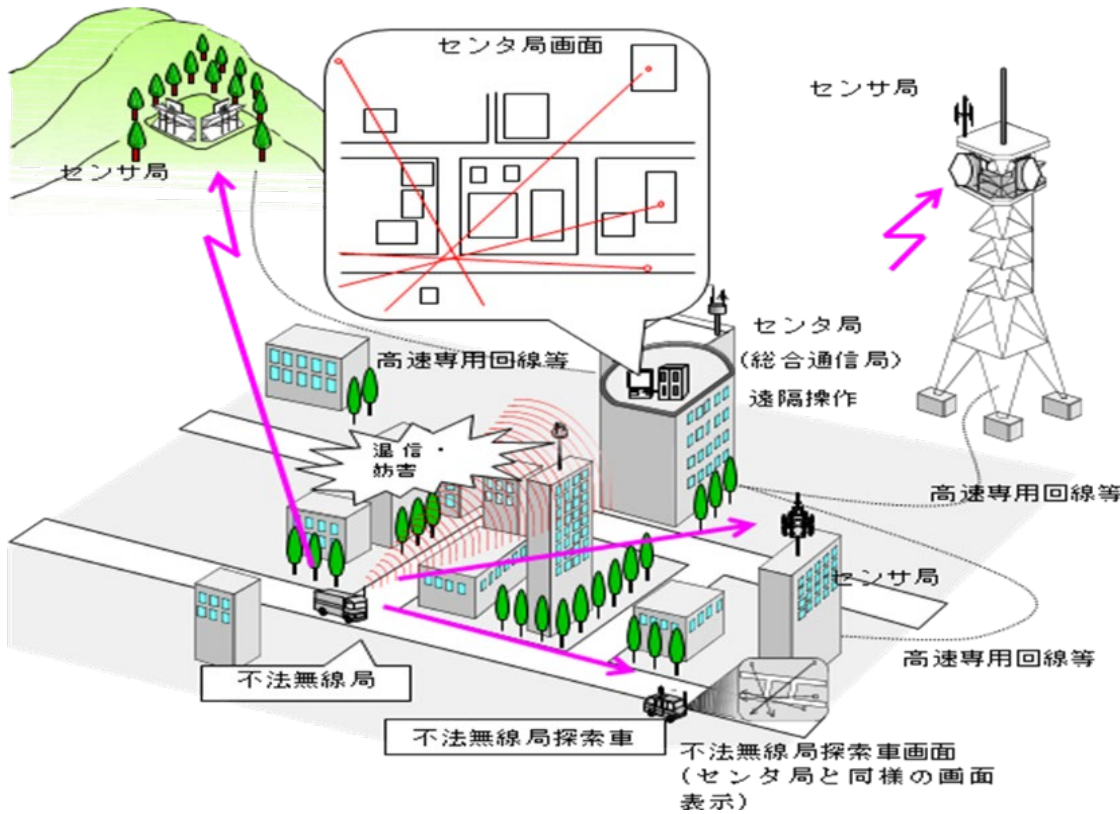 センタ局画面
センサ局
センサ局
センタ局
(総合通信局)
遠隔操作
高速専用回線等
混信・
妨害
高速専用回線等
センサ局
高速専用回線等
不法無線局
不法無線局探索車
不法無線局探索車画面
(センタ局と同様の画面
表示)